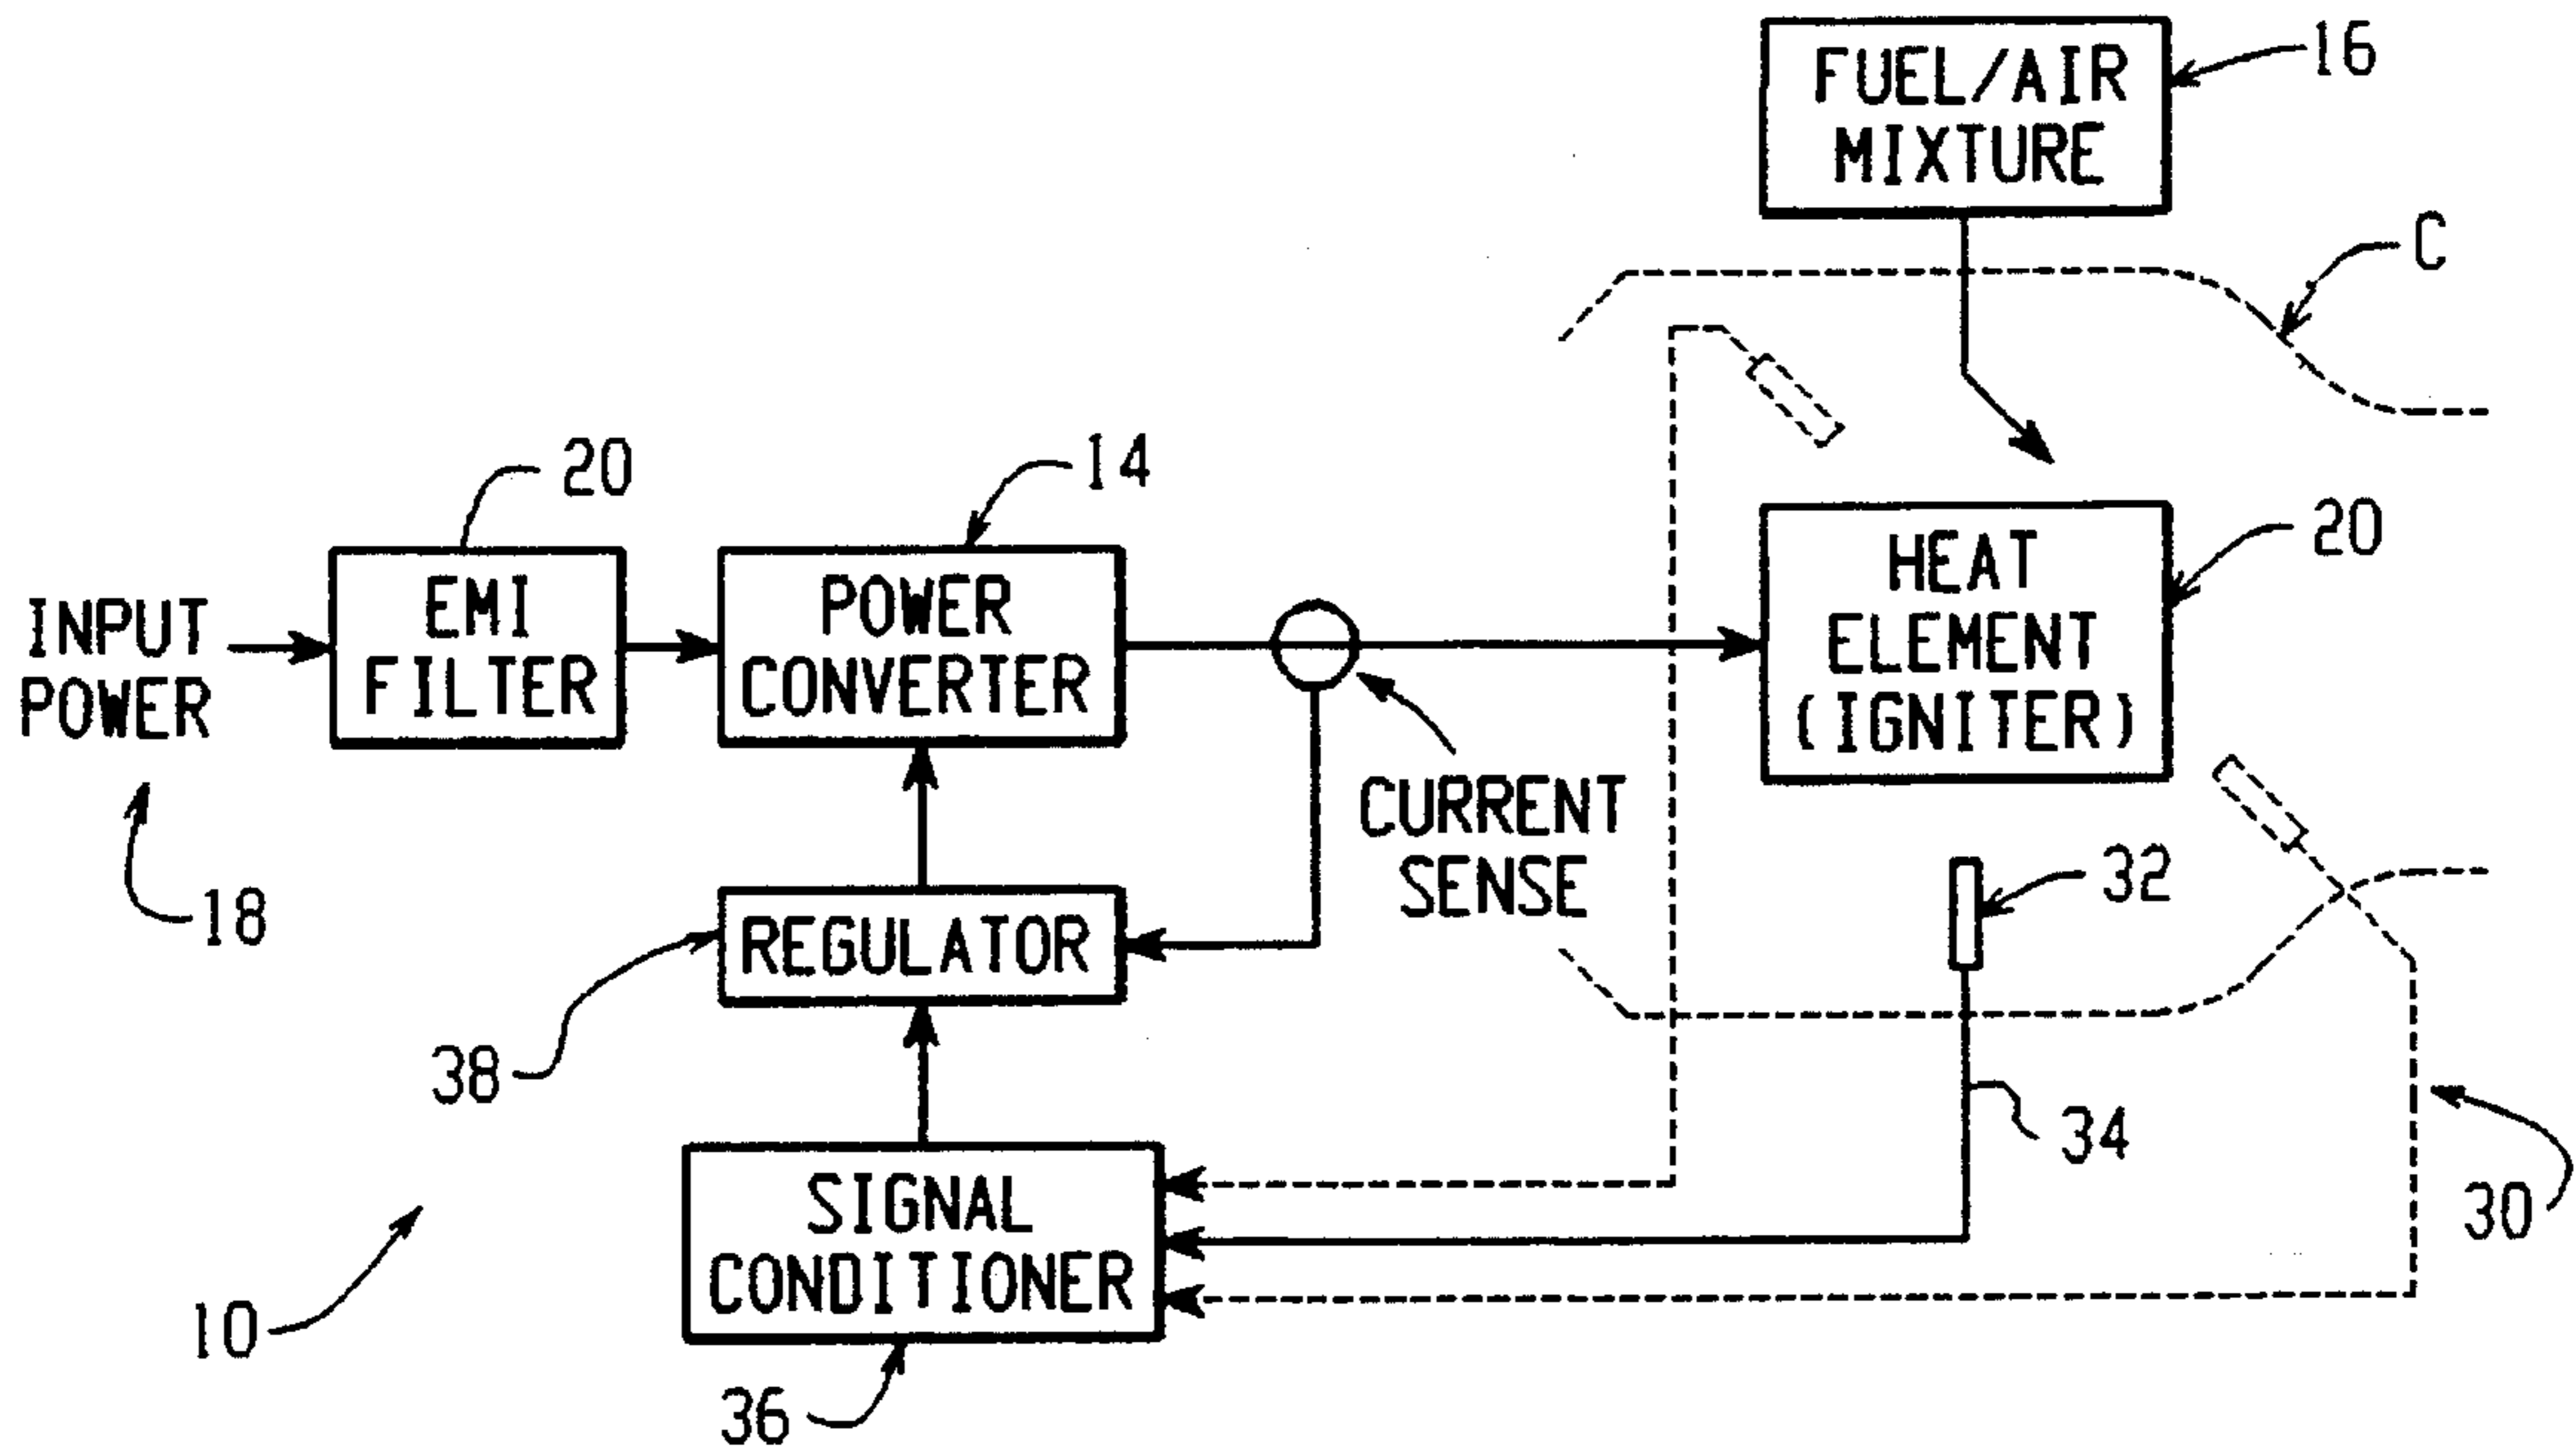 FUEL/AIR
MIXTURE
16
C
20
14
INPUT
POWER
EMI
FILTER
POWER
CONVERTER
HEAT
ELEMENT
(IGNITER)
20
CURRENT
SENSE
18
REGULATOR
32
38
34
SIGNAL
CONDITIONER
30
10
36